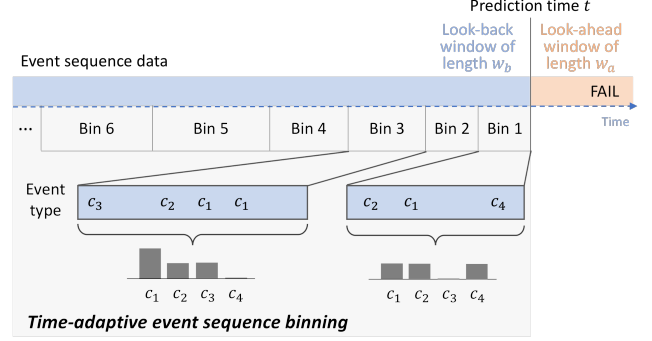 Prediction time t
Look-back
window of
length w_b
Look-ahead
window of
length w_a
Event sequence data
FAIL
Time
... Bin 6 Bin 5 Bin 4 Bin 3 Bin 2 Bin 1
Event
type
c_3 c_2 c_1 c_1
c_2 c_1 c_4
c_1 c_2 c_3 c_4
c_1 c_2 c_3 c_4
Time-adaptive event sequence binning